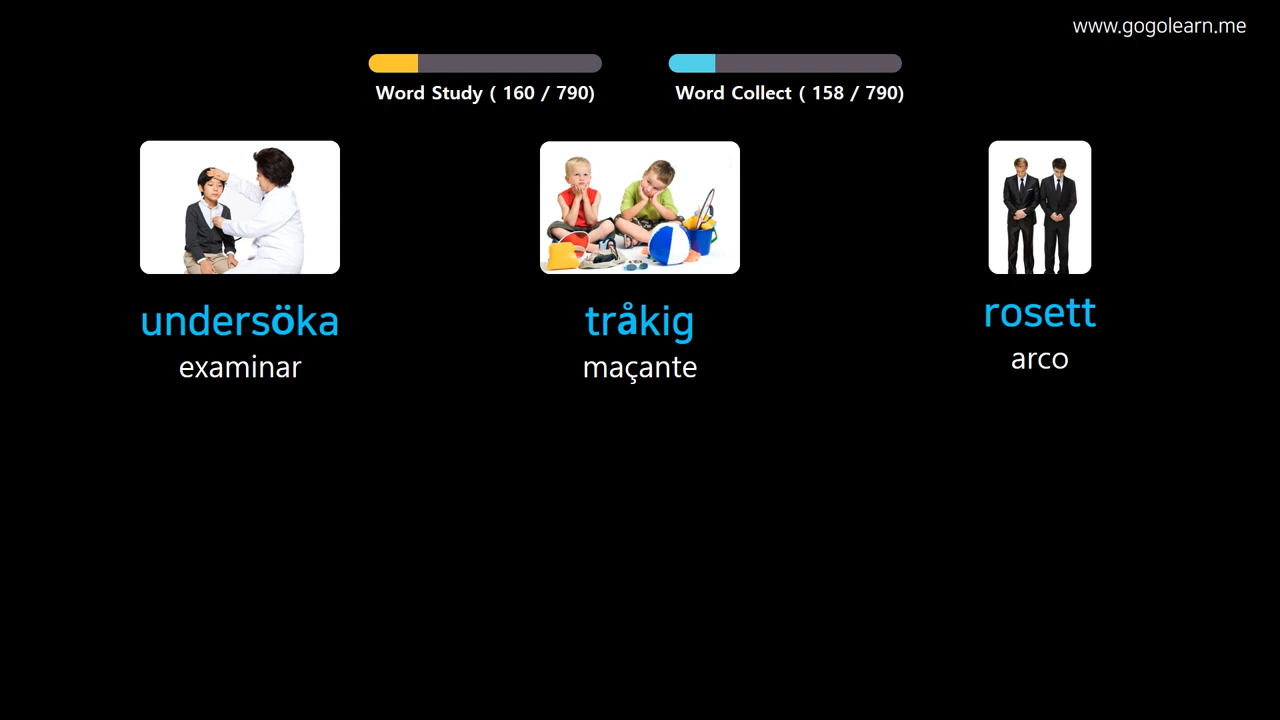 www.gogolearn.me
Word Study ( 160 / 790)
Word Collect ( 158 / 790)
undersöka
examinar
tråkig
maçante
rosett
arco